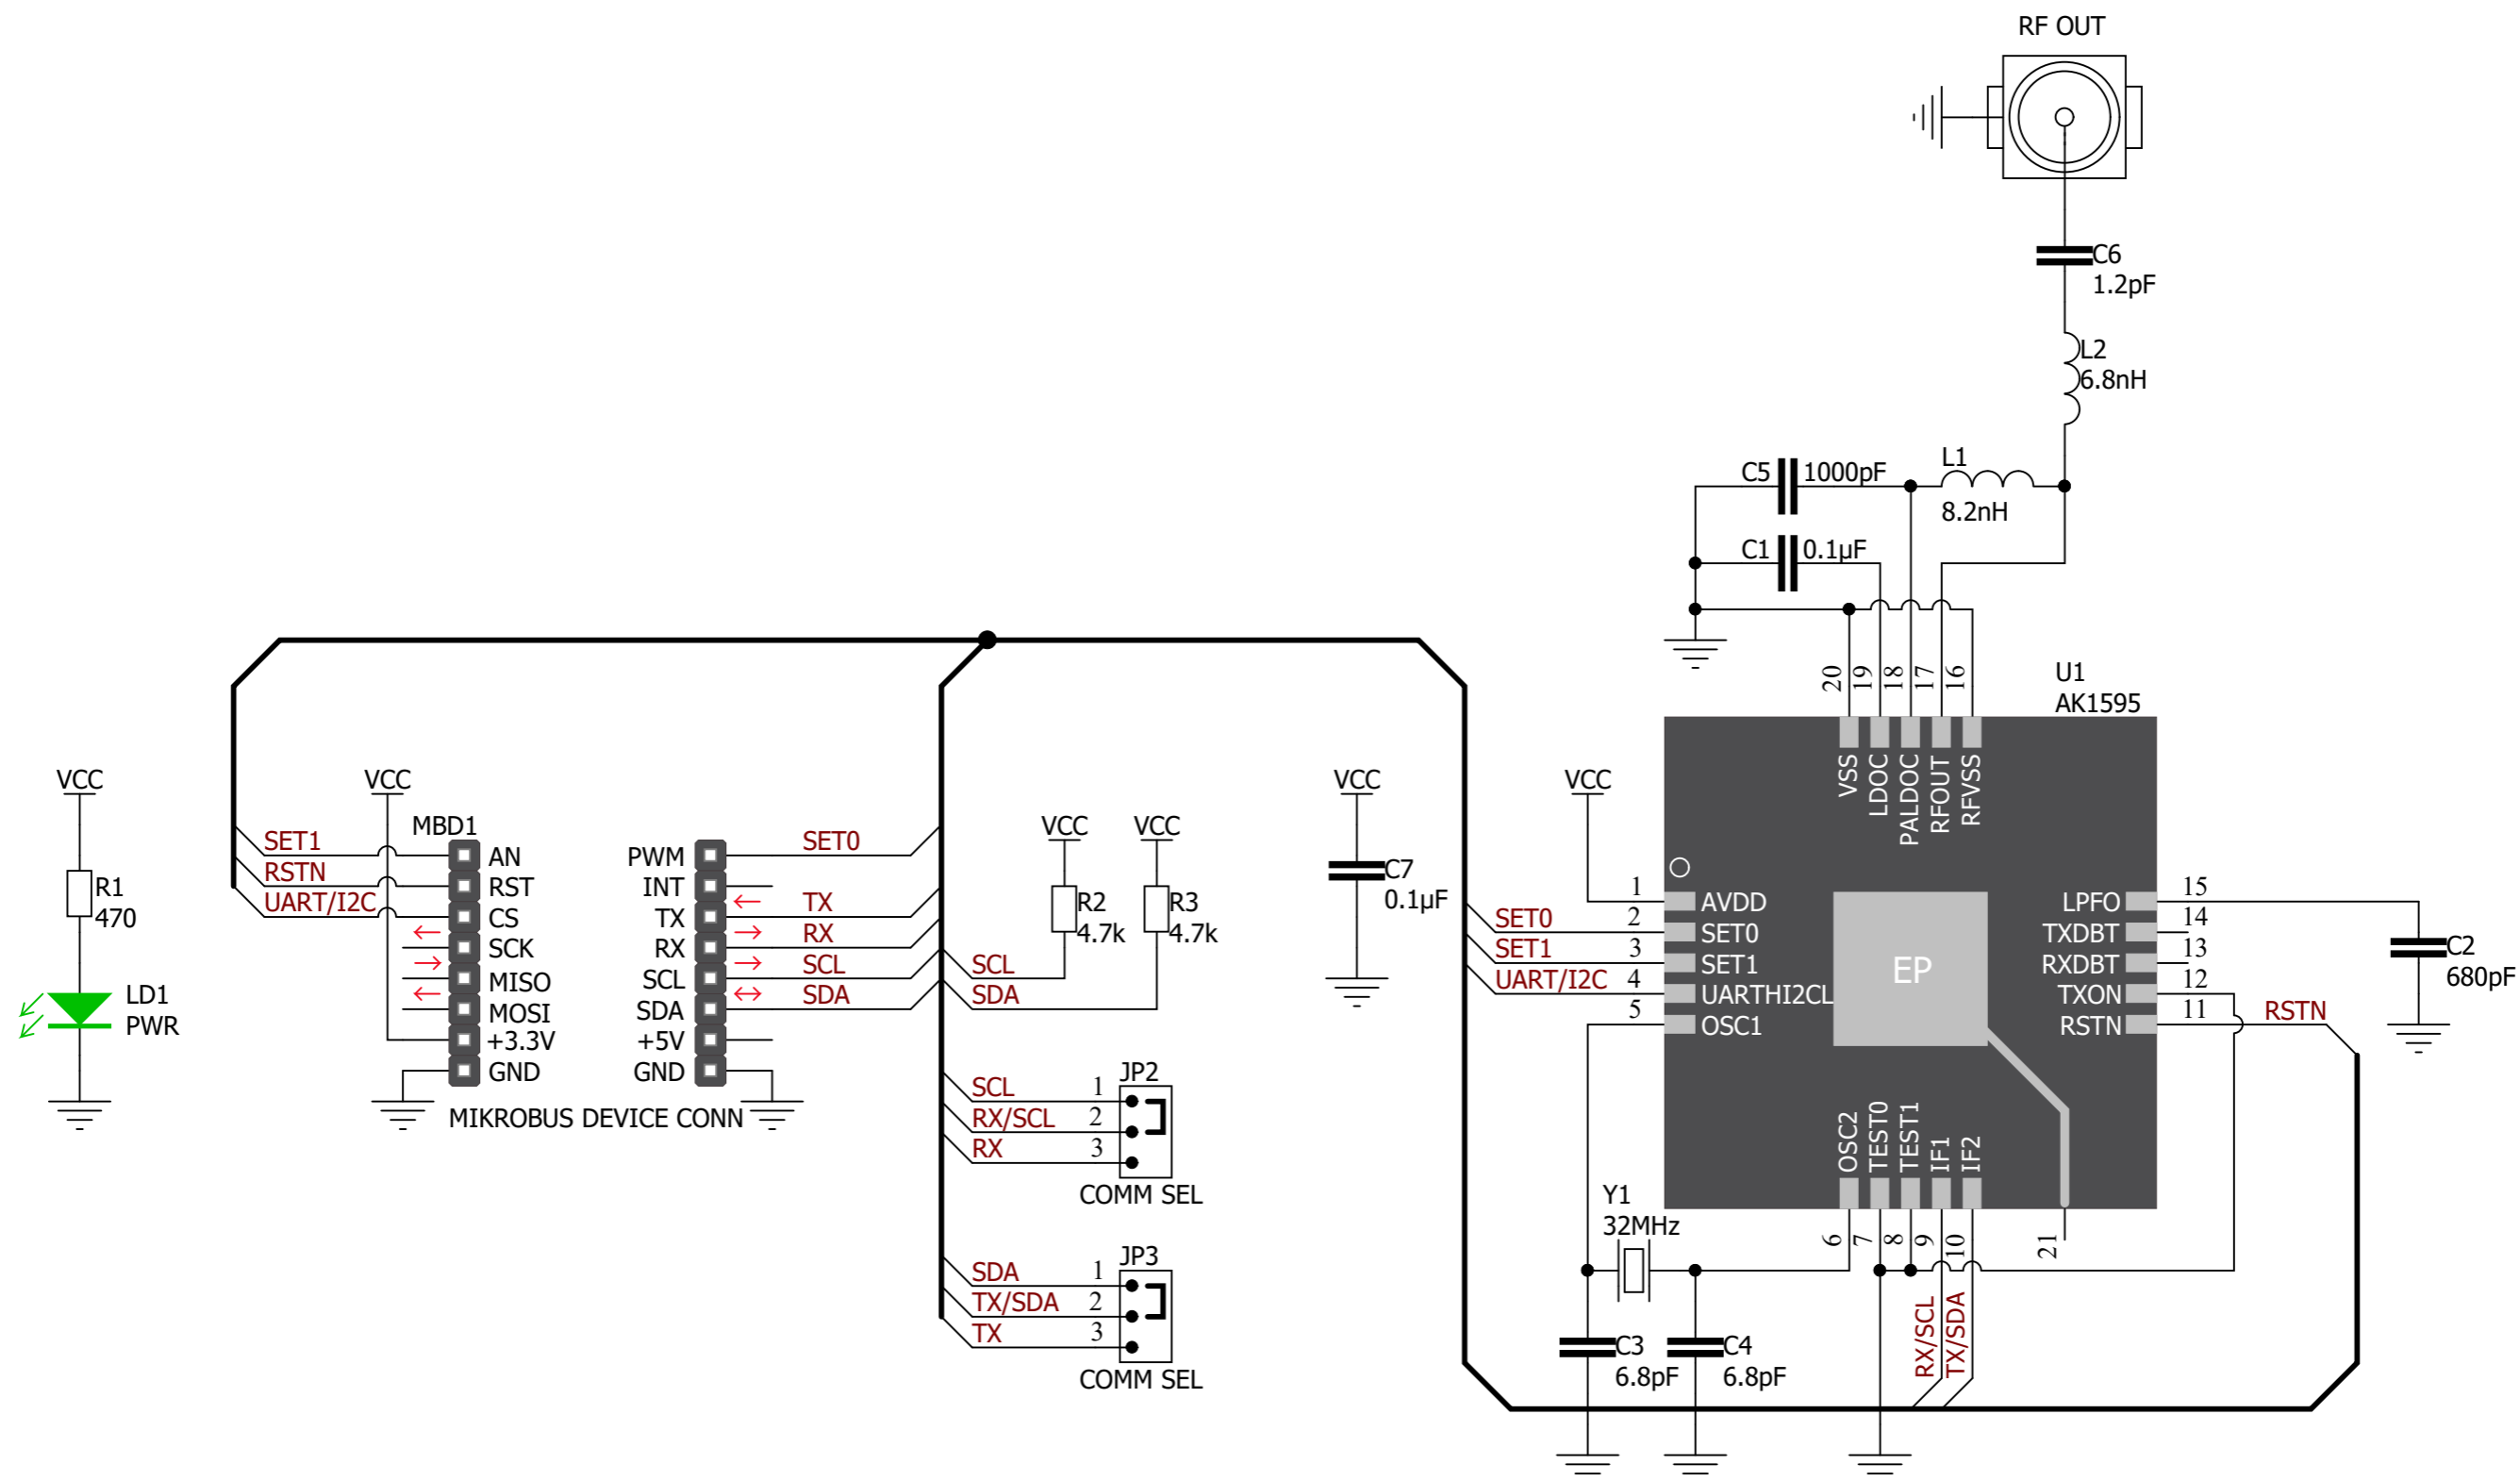 RF OUT
C6
1.2pF
L2
6.8nH
C5 1000pF
L1
8.2nH
C1 0.1µF
20
19
18
17
16
U1
AK1595
VSS
LDOC
PALDOC
RFOUT
RFVSS
VCC
R1
470
LD1
PWR
VCC
MBD1
SET1 AN
RSTN RST
UART/I2C CS
SCK
MISO
MOSI
+3.3V
GND
PWM SET0
INT
TX TX
RX RX
SCL SCL
SDA SDA
+5V
GND
MIKROBUS DEVICE CONN
VCC
R2
4.7k
VCC
R3
4.7k
SCL
SDA
SCL 1 JP2
RX/SCL 2
RX 3
COMM SEL
SDA 1 JP3
TX/SDA 2
TX 3
COMM SEL
VCC
C7
0.1µF
VCC
1 AVDD
SET0 2 SET0
SET1 3 SET1
UART/I2C 4 UARTHI2CL
5 OSC1
EP
LPFO 15
TXDBT 14
RXDBT 13
TXON 12
RSTN 11 RSTN
C2
680pF
OSC2
TEST0
TEST1
IF1
IF2
6
7
8
9
10
21
Y1
32MHz
C3
6.8pF
C4
6.8pF
RX/SCL
TX/SDA